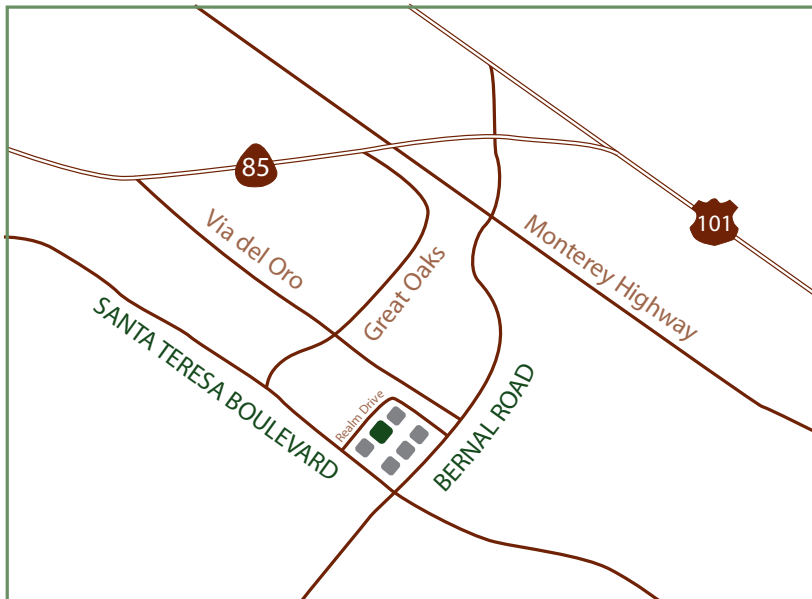 85
101
Via del Oro
Great Oaks
Monterey Highway
SANTA TERESA BOULEVARD
Realm Drive
BERNAL ROAD